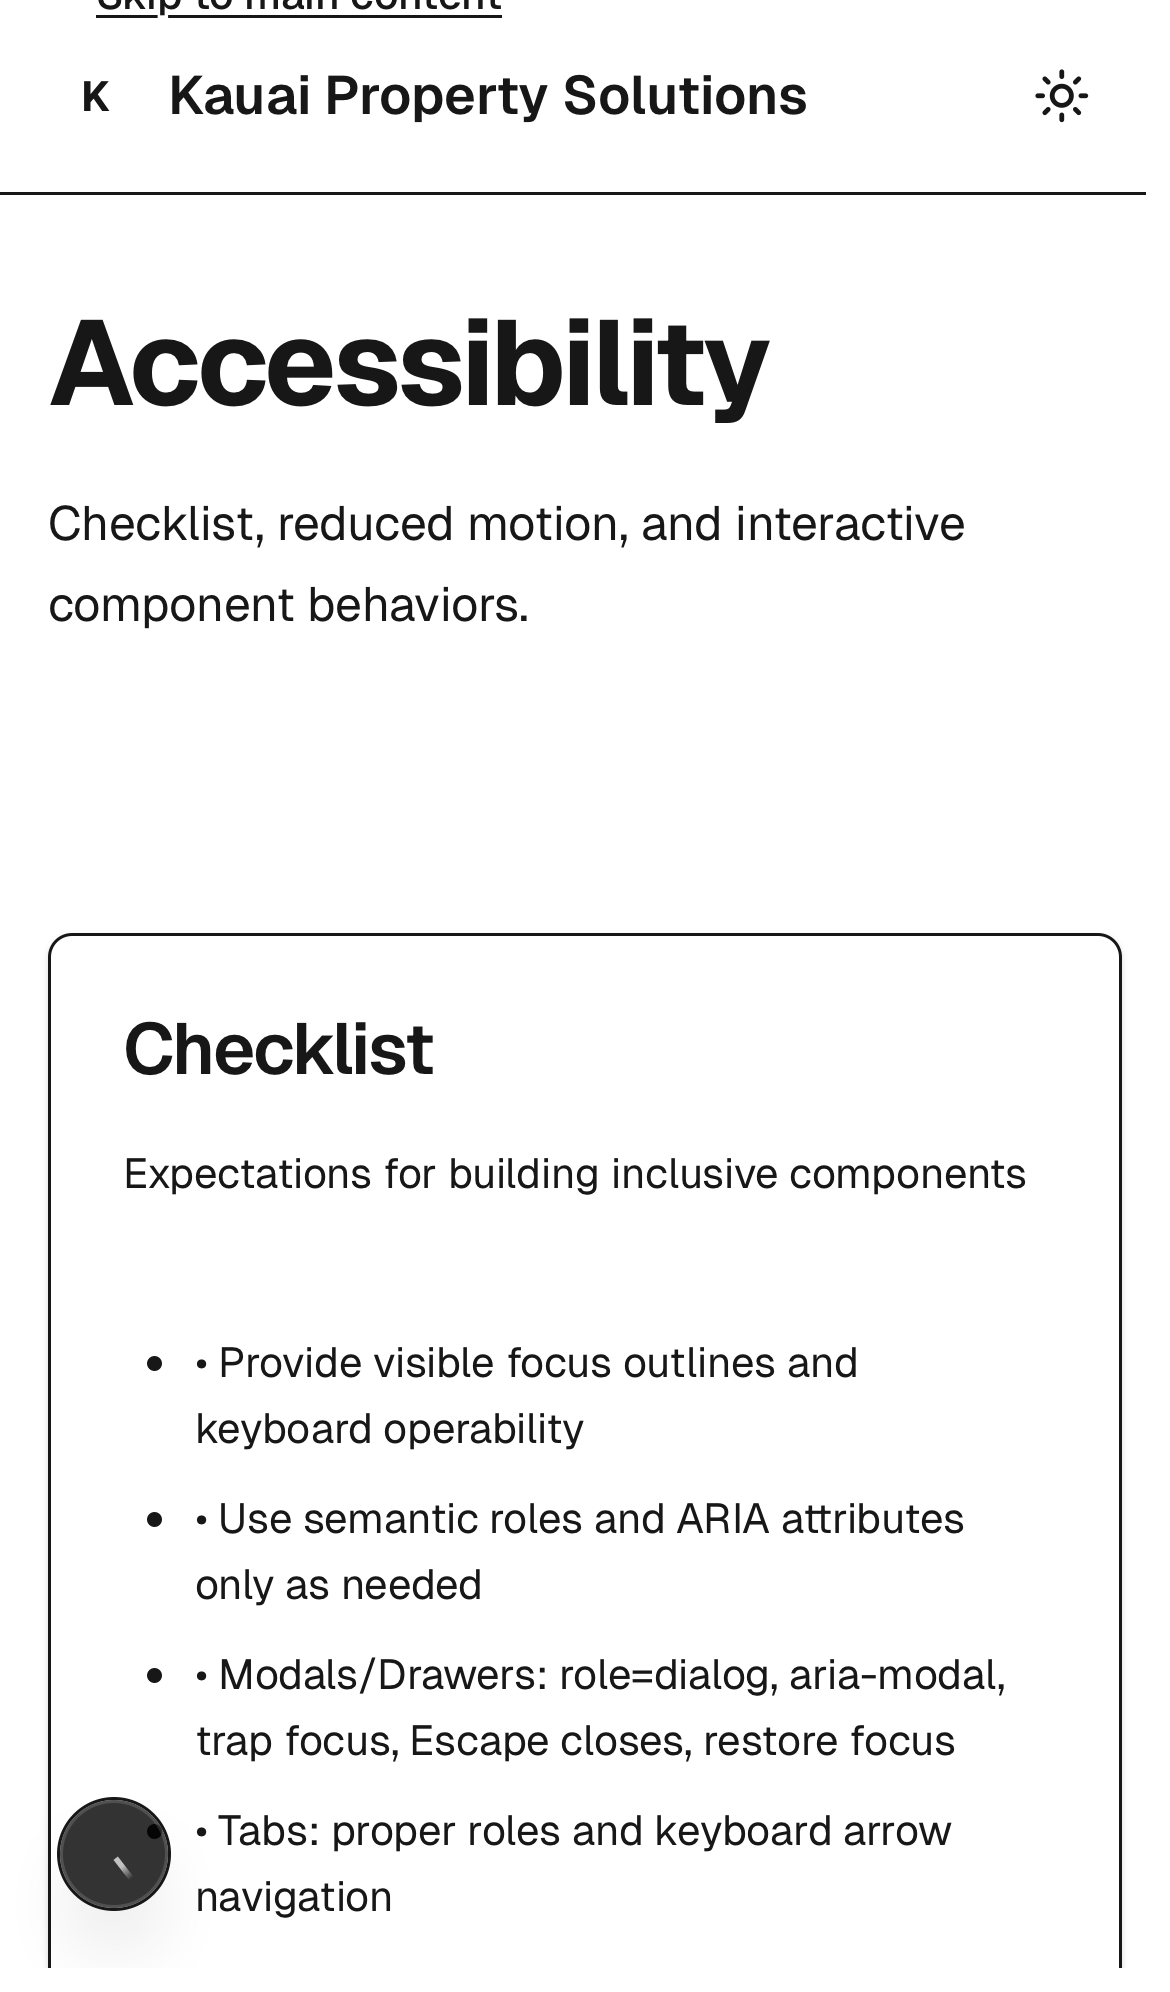 Skip to main content
K Kauai Property Solutions
Accessibility
Checklist, reduced motion, and interactive
component behaviors.
Checklist
Expectations for building inclusive components
• • Provide visible focus outlines and
keyboard operability
• • Use semantic roles and ARIA attributes
only as needed
• • Modals/Drawers: role=dialog, aria-modal,
trap focus, Escape closes, restore focus
• • Tabs: proper roles and keyboard arrow
navigation